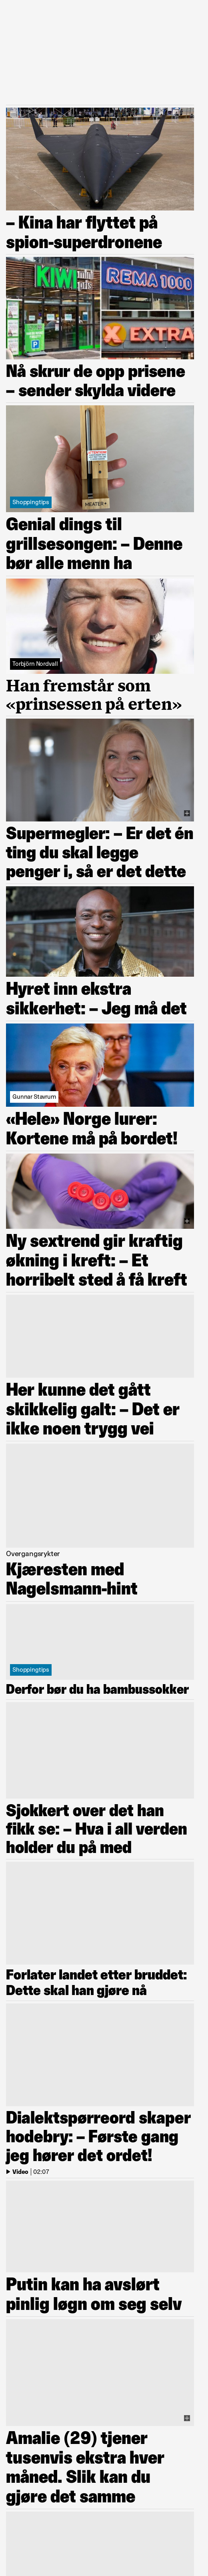 – Kina har flyttet på
spion-superdronene
KIWI
REMA 1000
EXTRA
Nå skrur de opp prisene
– sender skylda videre
MEATER+
Shoppingtips
Genial dings til
grillsesongen: – Denne
bør alle menn ha
Torbjörn Nordvall
Han fremstår som
«prinsessen på erten»
Supermegler: – Er det én
ting du skal legge
penger i, så er det dette
Hyret inn ekstra
sikkerhet: – Jeg må det
Gunnar Stavrum
«Hele» Norge lurer:
Kortene må på bordet!
Ny sextrend gir kraftig
økning i kreft: – Et
horribelt sted å få kreft
Her kunne det gått
skikkelig galt: – Det er
ikke noen trygg vei
Overgangsrykter
Kjæresten med
Nagelsmann-hint
Shoppingtips
Derfor bør du ha bambussokker
Sjokkert over det han
fikk se: – Hva i all verden
holder du på med
Forlater landet etter bruddet:
Dette skal han gjøre nå
Dialektspørreord skaper
hodebry: – Første gang
jeg hører det ordet!
Video | 02:07
Putin kan ha avslørt
pinlig løgn om seg selv
Amalie (29) tjener
tusenvis ekstra hver
måned. Slik kan du
gjøre det samme